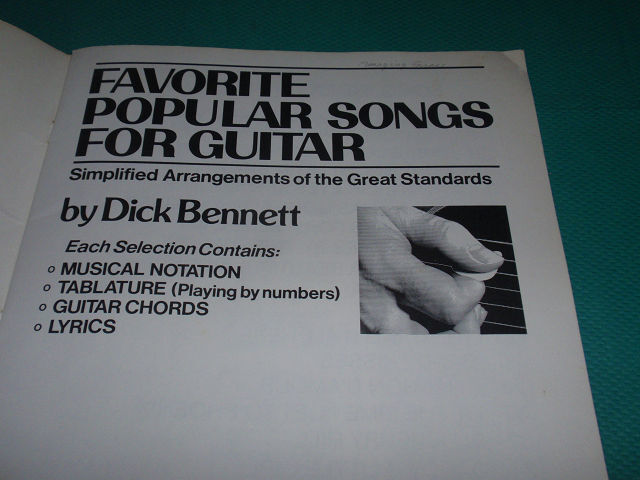 FAVORITE
POPULAR SONGS
FOR GUITAR
Simplified Arrangements of the Great Standards
by Dick Bennett
Each Selection Contains:
o MUSICAL NOTATION
o TABLATURE (Playing by numbers)
o GUITAR CHORDS
o LYRICS